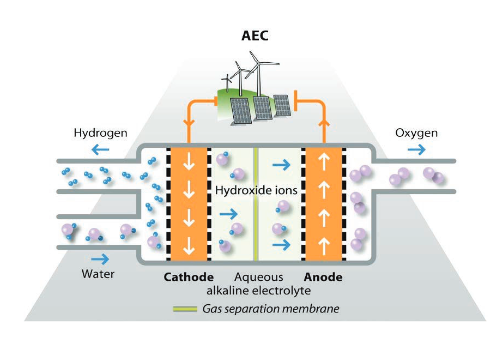 AEC
Hydrogen
Oxygen
Hydroxide ions
Water
Cathode
Aqueous
alkaline electrolyte
Anode
Gas separation membrane